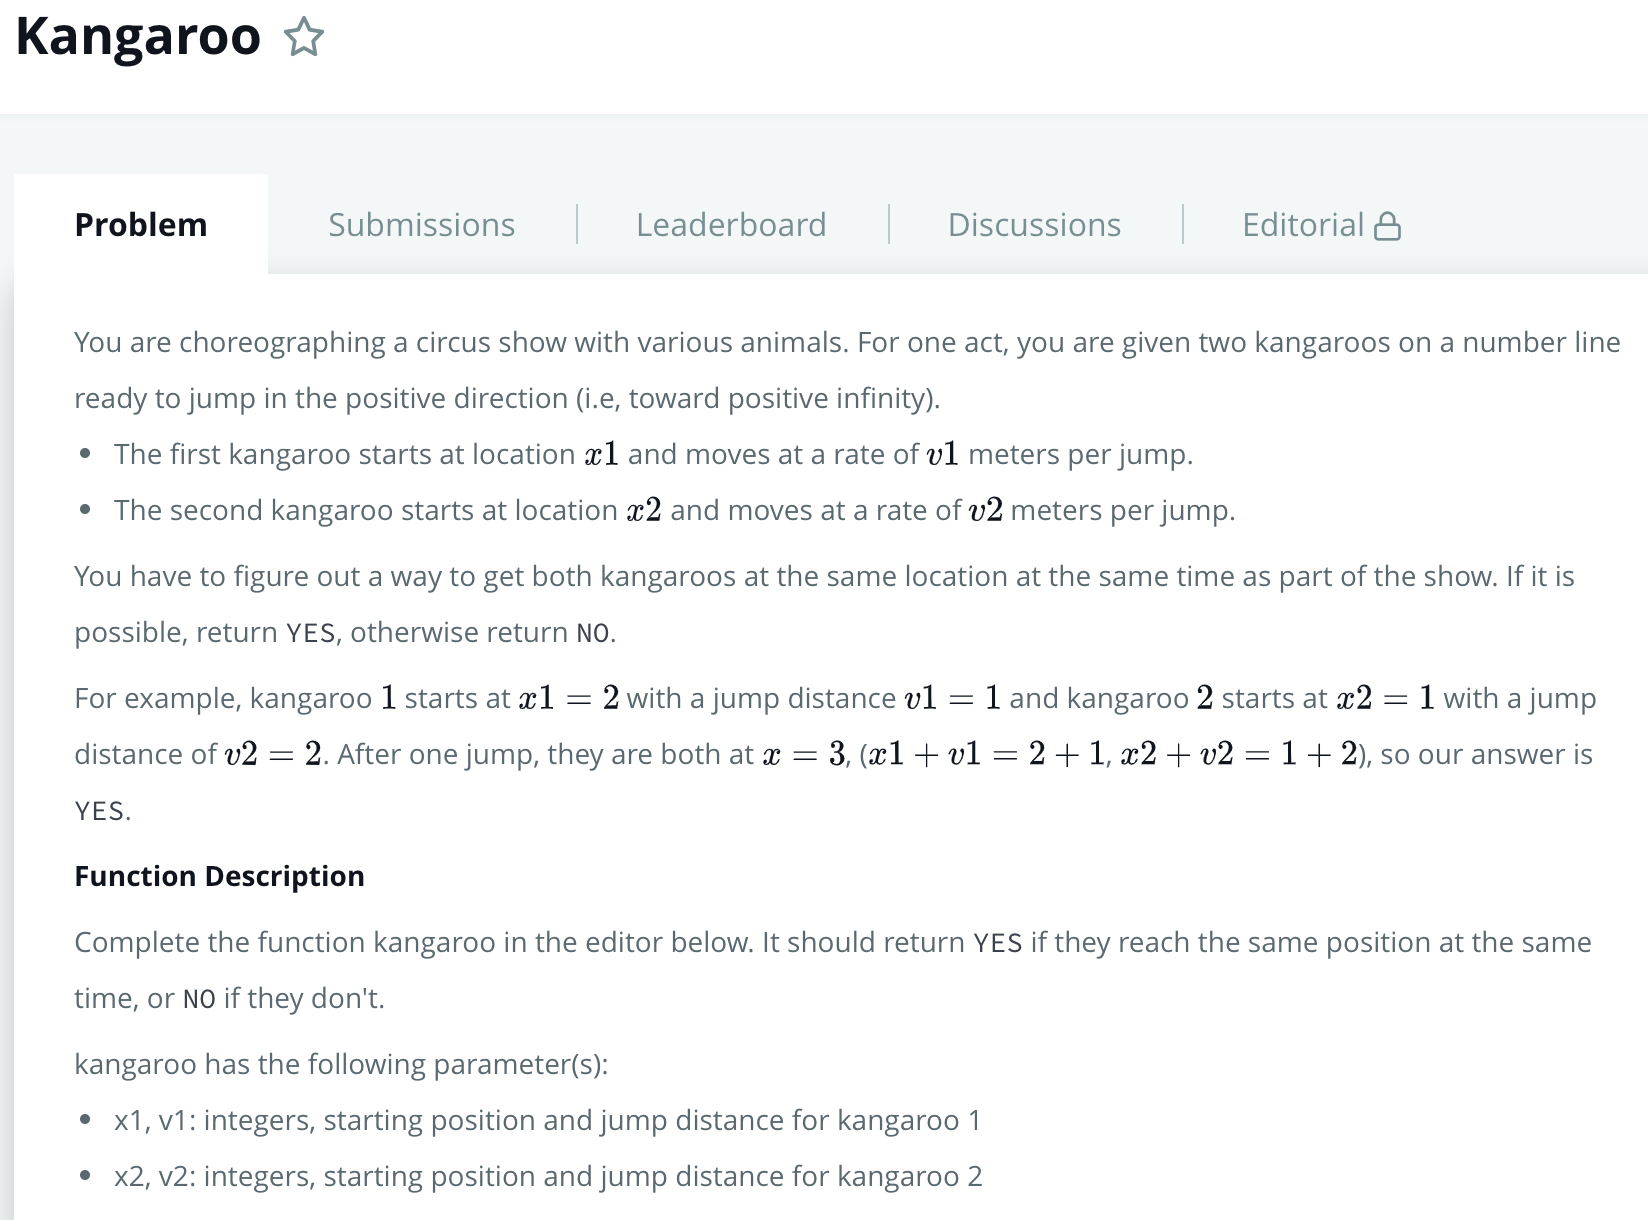 Kangaroo
Problem
Submissions
Leaderboard
Discussions
Editorial
You are choreographing a circus show with various animals. For one act, you are given two kangaroos on a number line
ready to jump in the positive direction (i.e, toward positive infinity).
• The first kangaroo starts at location x1 and moves at a rate of v1 meters per jump.
• The second kangaroo starts at location x2 and moves at a rate of v2 meters per jump.
You have to figure out a way to get both kangaroos at the same location at the same time as part of the show. If it is
possible, return YES, otherwise return NO.
For example, kangaroo 1 starts at x1 = 2 with a jump distance v1 = 1 and kangaroo 2 starts at x2 = 1 with a jump
distance of v2 = 2. After one jump, they are both at x = 3, (x1 + v1 = 2 + 1, x2 + v2 = 1 + 2), so our answer is
YES.
Function Description
Complete the function kangaroo in the editor below. It should return YES if they reach the same position at the same
time, or NO if they don't.
kangaroo has the following parameter(s):
• x1, v1: integers, starting position and jump distance for kangaroo 1
• x2, v2: integers, starting position and jump distance for kangaroo 2